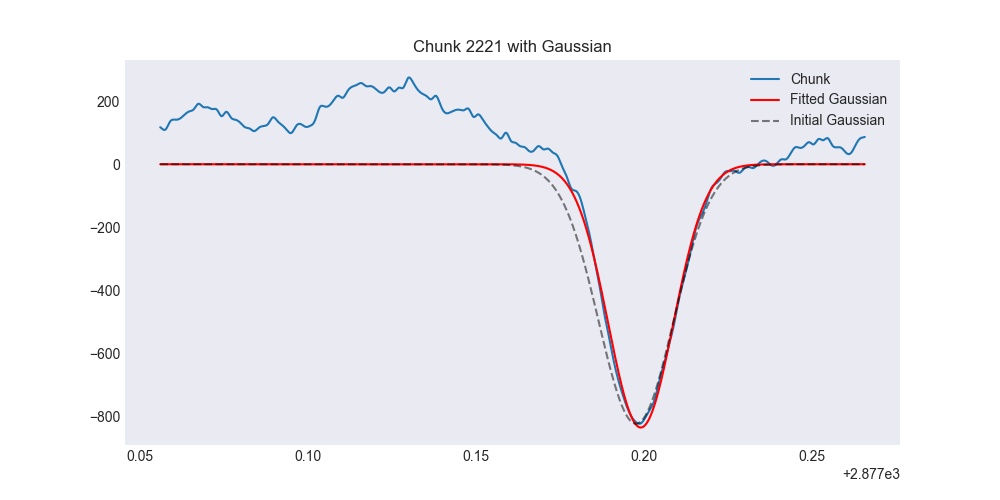 Chunk 2221 with Gaussian
Chunk
Fitted Gaussian
Initial Gaussian
200
0
−200
−400
−600
−800
0.05
0.10
0.15
0.20
0.25
+2.877e3